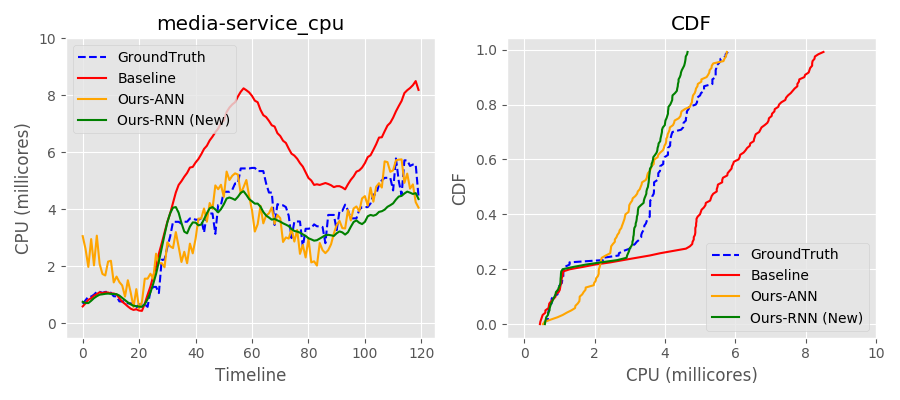 media-service_cpu
CPU (millicores)
10
8
6
4
2
0
GroundTruth
Baseline
Ours-ANN
Ours-RNN (New)
0 20 40 60 80 100 120
Timeline
CDF
CDF
1.0
0.8
0.6
0.4
0.2
0.0
GroundTruth
Baseline
Ours-ANN
Ours-RNN (New)
0 2 4 6 8 10
CPU (millicores)